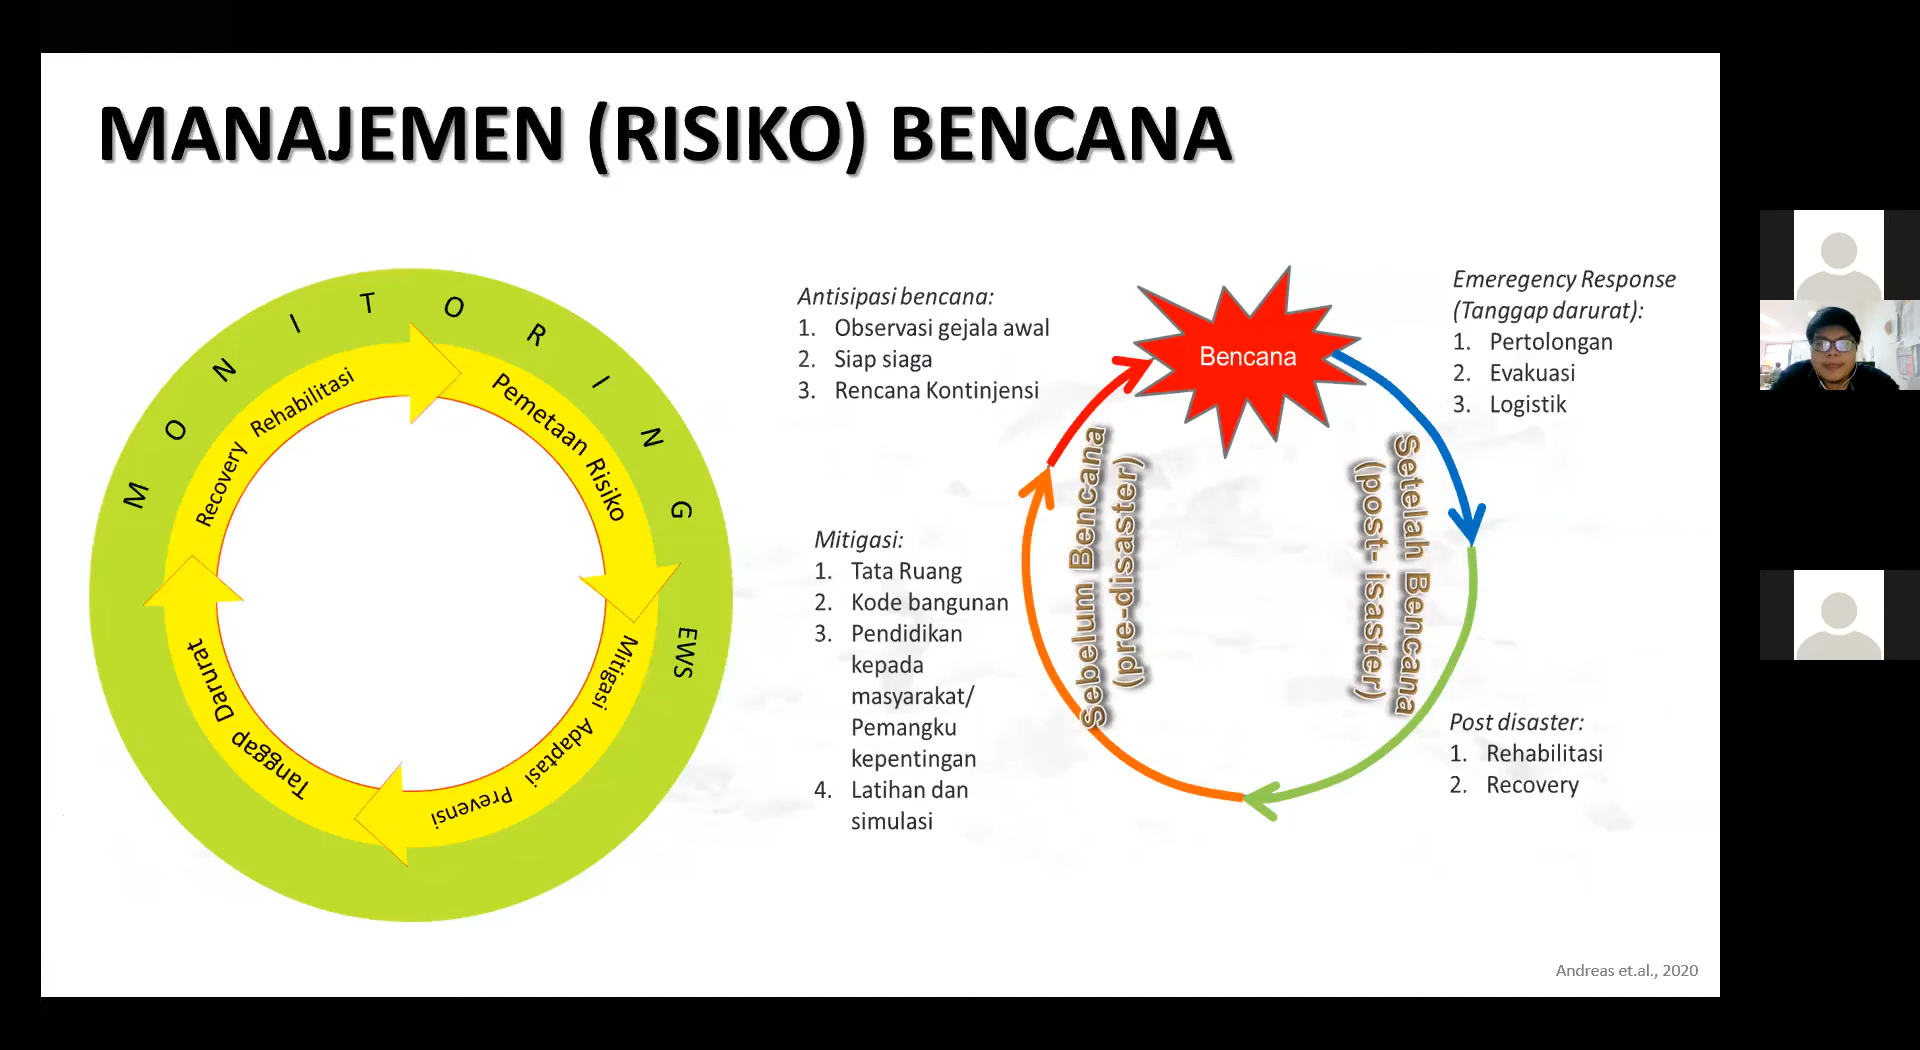 MANAJEMEN (RISIKO) BENCANA
MONITORING
EWS
Recovery Rehabilitasi
Pemetaan Risiko
Mitigasi Adaptasi Prevensi
Tanggap Darurat
Antisipasi bencana:
1. Observasi gejala awal
2. Siap siaga
3. Rencana Kontinjensi
Mitigasi:
1. Tata Ruang
2. Kode bangunan
3. Pendidikan
kepada
masyarakat/
Pemangku
kepentingan
4. Latihan dan
simulasi
Bencana
Sebelum Bencana
(pre-disaster)
Setelah Bencana
(post- isaster)
Emeregency Response
(Tanggap darurat):
1. Pertolongan
2. Evakuasi
3. Logistik
Post disaster:
1. Rehabilitasi
2. Recovery
Andreas et.al., 2020